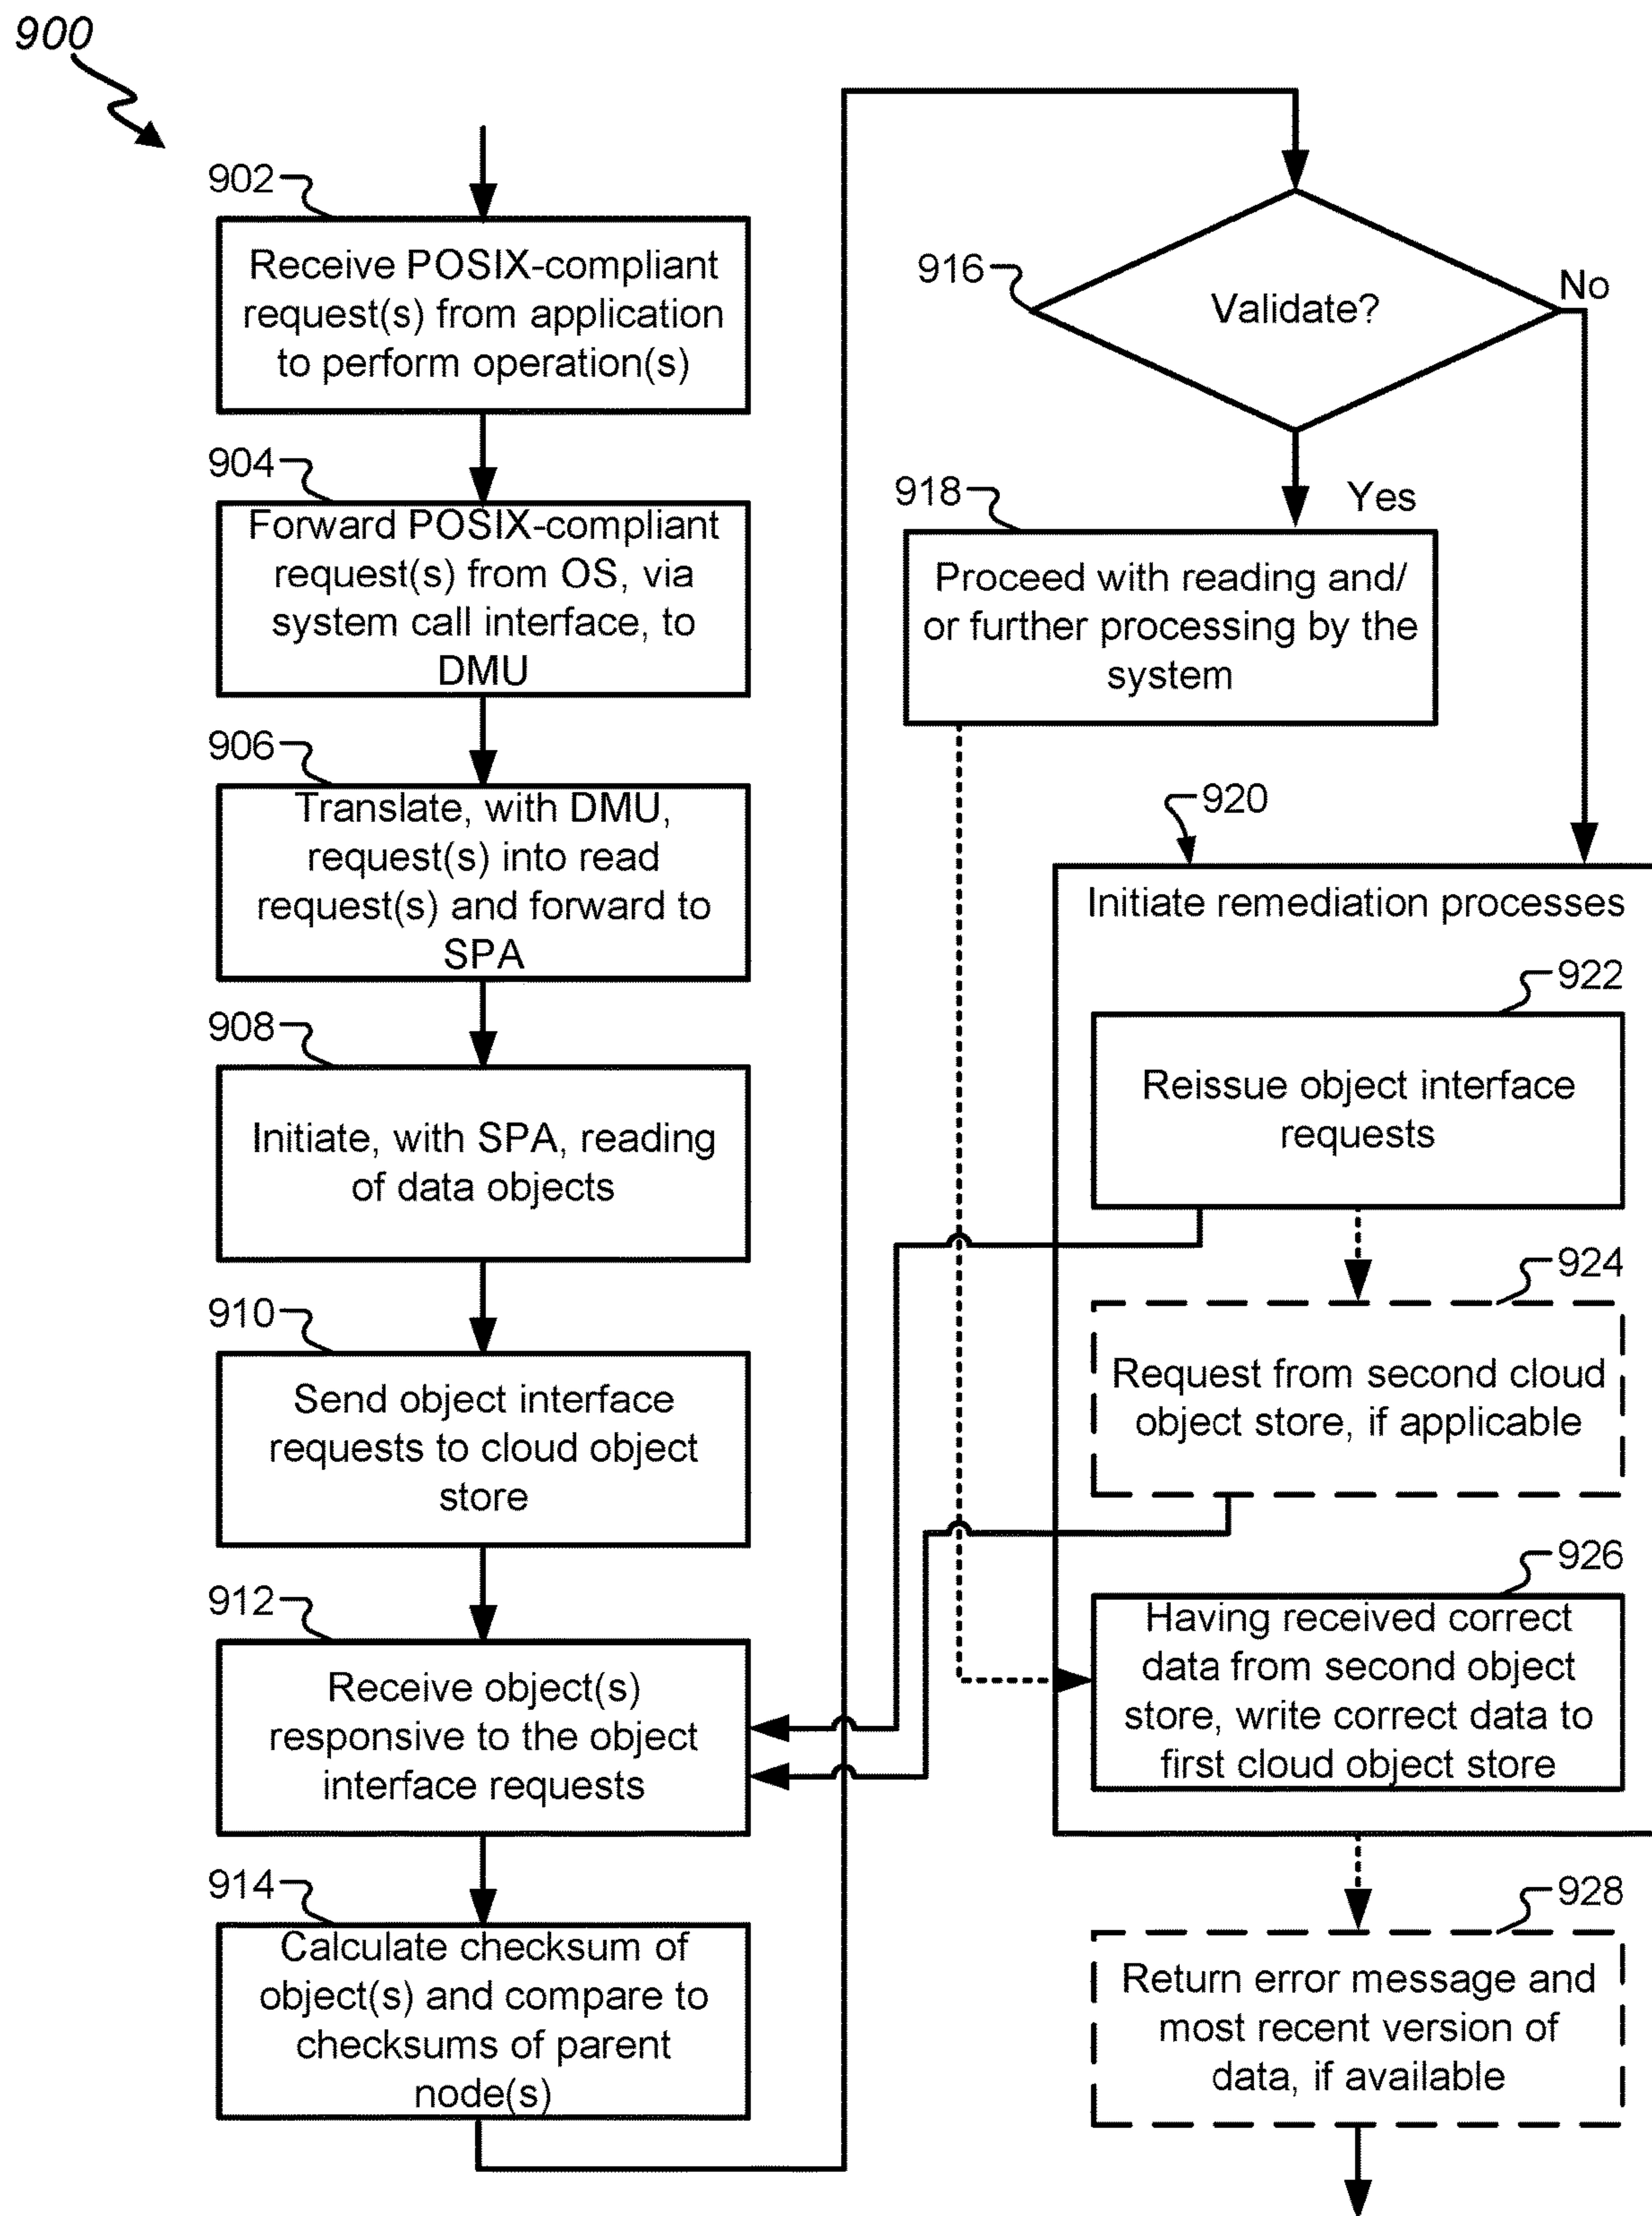 900
902
Receive POSIX-compliant
request(s) from application
to perform operation(s)
904
Forward POSIX-compliant
request(s) from OS, via
system call interface, to
DMU
906
Translate, with DMU,
request(s) into read
request(s) and forward to
SPA
908
Initiate, with SPA, reading
of data objects
910
Send object interface
requests to cloud object
store
912
Receive object(s)
responsive to the object
interface requests
914
Calculate checksum of
object(s) and compare to
checksums of parent
node(s)
916
Validate?
No
Yes
918
Proceed with reading and/
or further processing by the
system
920
Initiate remediation processes
922
Reissue object interface
requests
924
Request from second cloud
object store, if applicable
926
Having received correct
data from second object
store, write correct data to
first cloud object store
928
Return error message and
most recent version of
data, if available